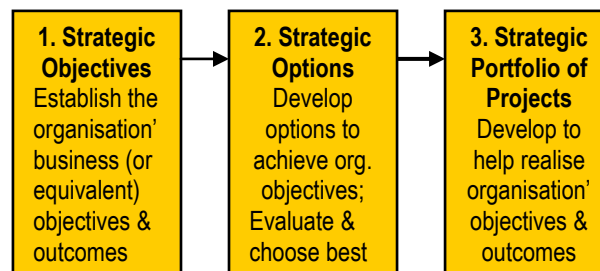 1. Strategic
Objectives
Establish the
organisation’
business (or
equivalent)
objectives &
outcomes
2. Strategic
Options
Develop
options to
achieve org.
objectives;
Evaluate &
choose best
3. Strategic
Portfolio of
Projects
Develop to
help realise
organisation’
objectives &
outcomes